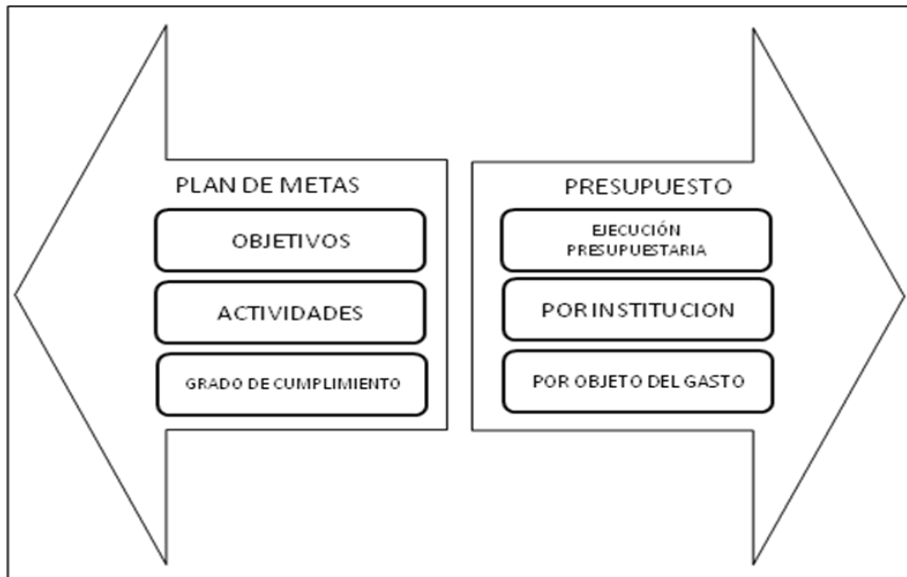 PLAN DE METAS
OBJETIVOS
ACTIVIDADES
GRADO DE CUMPLIMIENTO
PRESUPUESTO
EJECUCIÓN
PRESUPUESTARIA
POR INSTITUCION
POR OBJETO DEL GASTO